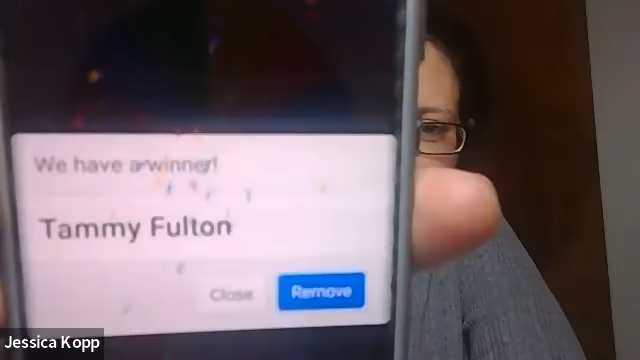 We have a winner!
Tammy Fulton
Close
Remove
Jessica Kopp